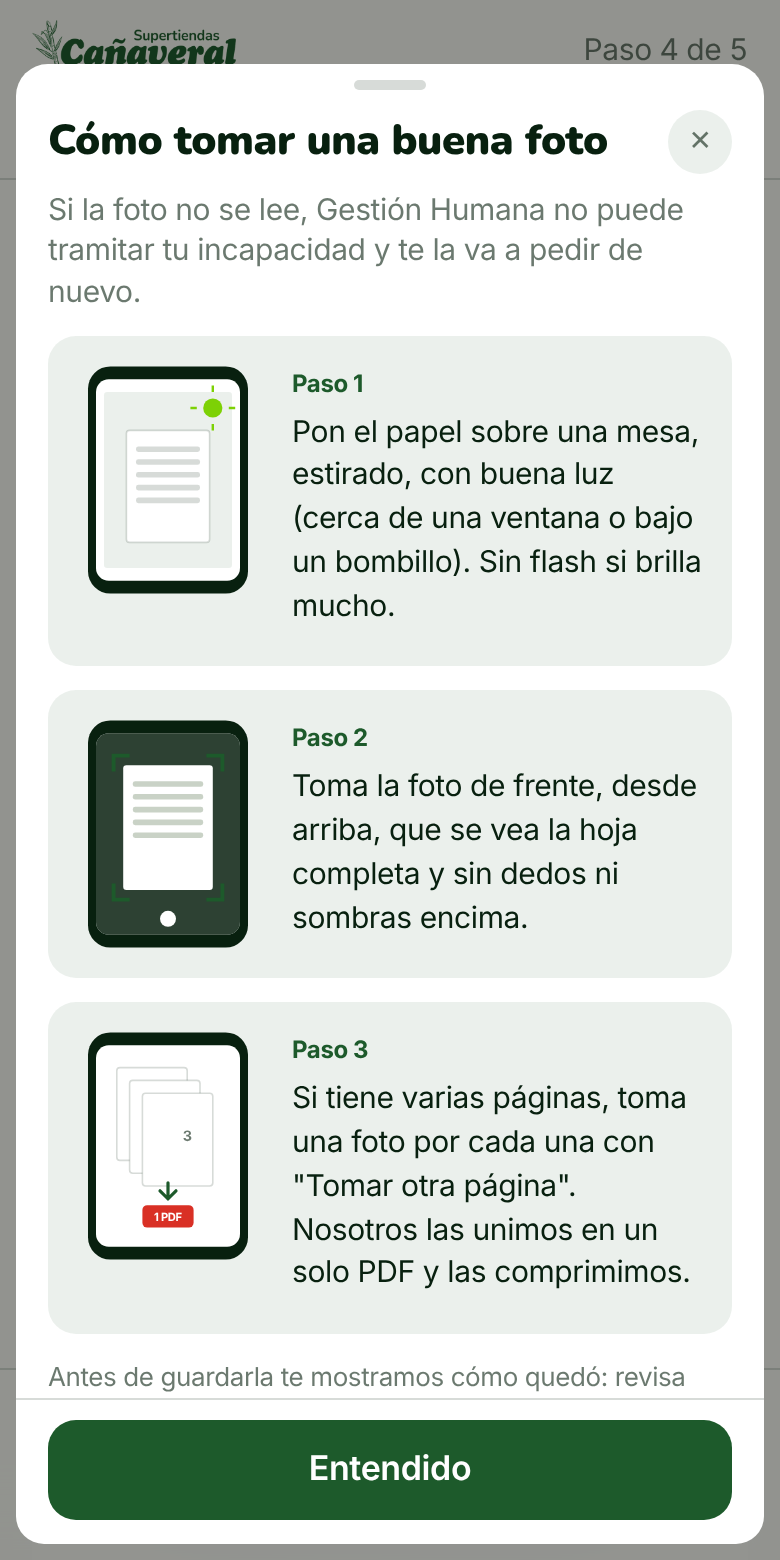 Supertiendas
Cañaveral
Paso 4 de 5
Cómo tomar una buena foto
Si la foto no se lee, Gestión Humana no puede
tramitar tu incapacidad y te la va a pedir de
nuevo.
Paso 1
Pon el papel sobre una mesa,
estirado, con buena luz
(cerca de una ventana o bajo
un bombillo). Sin flash si brilla
mucho.
Paso 2
Toma la foto de frente, desde
arriba, que se vea la hoja
completa y sin dedos ni
sombras encima.
3
1 PDF
Paso 3
Si tiene varias páginas, toma
una foto por cada una con
"Tomar otra página".
Nosotros las unimos en un
solo PDF y las comprimimos.
Antes de guardarla te mostramos cómo quedó: revisa
Entendido